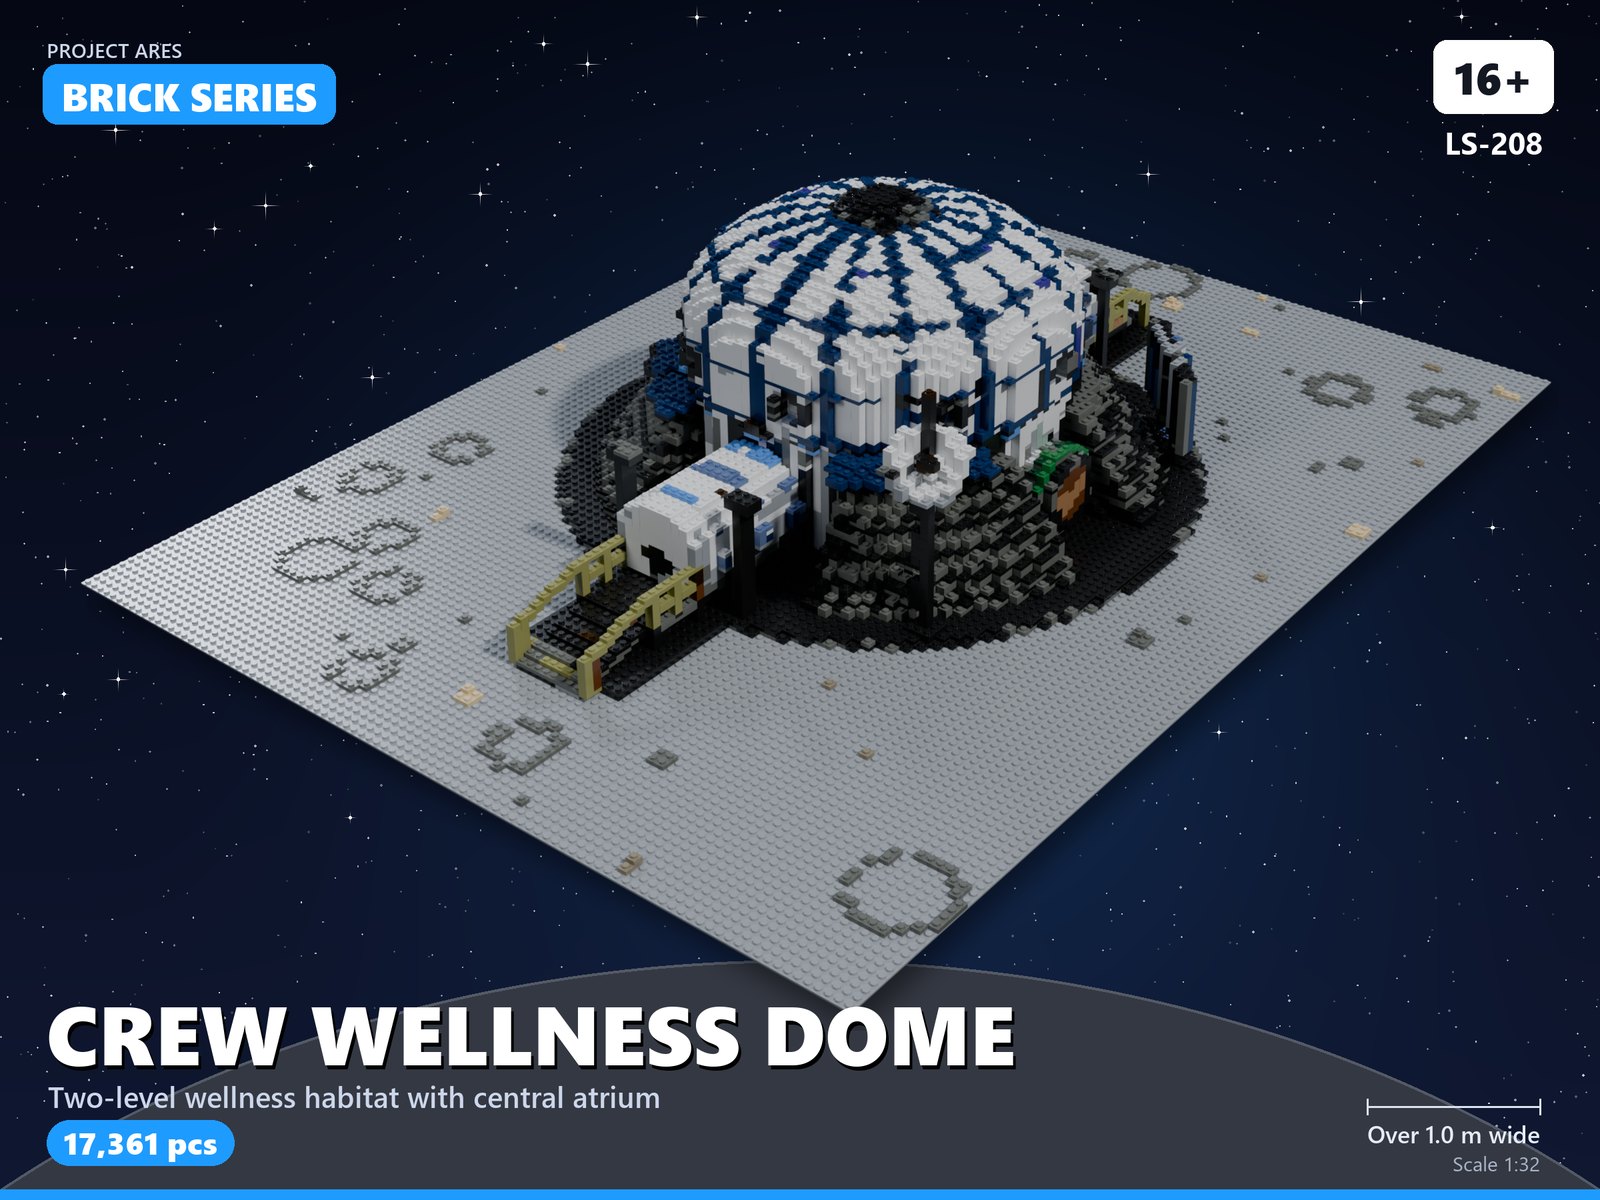 PROJECT ARES
BRICK SERIES
16+
LS-208
CREW WELLNESS DOME
Two-level wellness habitat with central atrium
17,361 pcs
Over 1.0 m wide
Scale 1:32